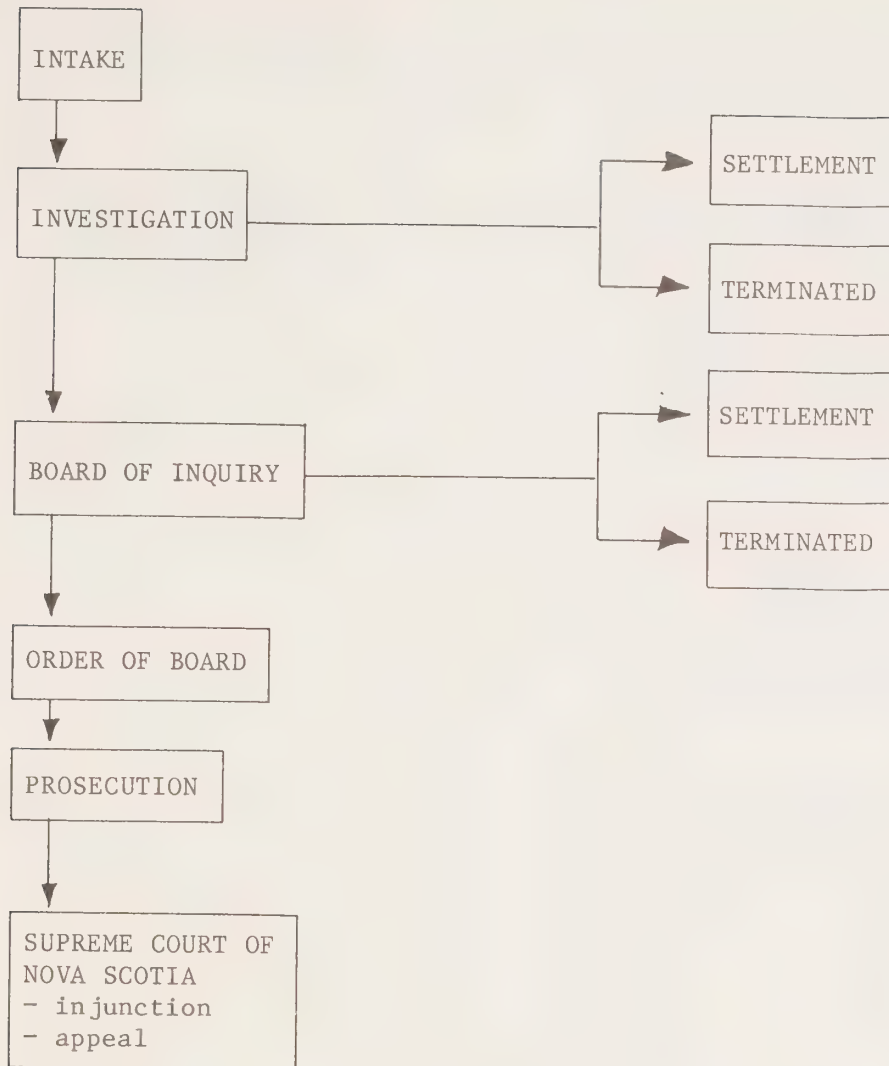 INTAKE
INVESTIGATION
SETTLEMENT
TERMINATED
BOARD OF INQUIRY
SETTLEMENT
TERMINATED
ORDER OF BOARD
PROSECUTION
SUPREME COURT OF
NOVA SCOTIA
- injunction
- appeal